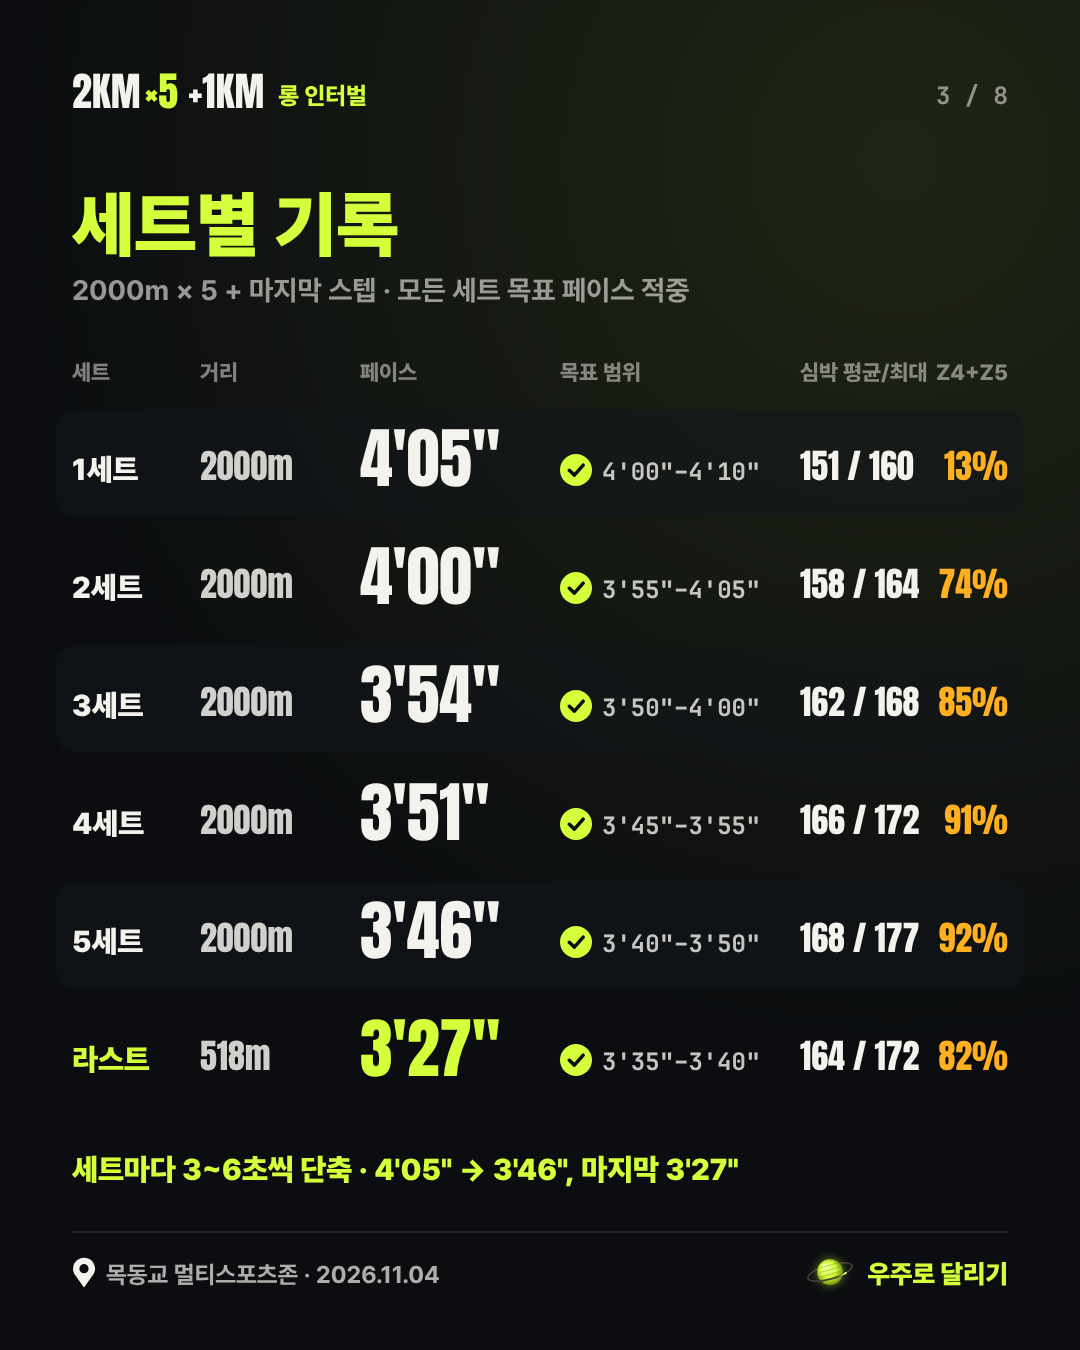 2KM ×5 +1KM 롱 인터벌
3 / 8
세트별 기록
2000m × 5 + 마지막 스텝 · 모든 세트 목표 페이스 적중
세트 거리 페이스 목표 범위 심박 평균/최대 Z4+Z5
1세트 2000m 4'05" 4'00"–4'10" 151 / 160 13%
2세트 2000m 4'00" 3'55"–4'05" 158 / 164 74%
3세트 2000m 3'54" 3'50"–4'00" 162 / 168 85%
4세트 2000m 3'51" 3'45"–3'55" 166 / 172 91%
5세트 2000m 3'46" 3'40"–3'50" 168 / 177 92%
라스트 518m 3'27" 3'35"–3'40" 164 / 172 82%
세트마다 3~6초씩 단축 · 4'05" → 3'46", 마지막 3'27"
목동교 멀티스포츠존 · 2026.11.04
우주로 달리기